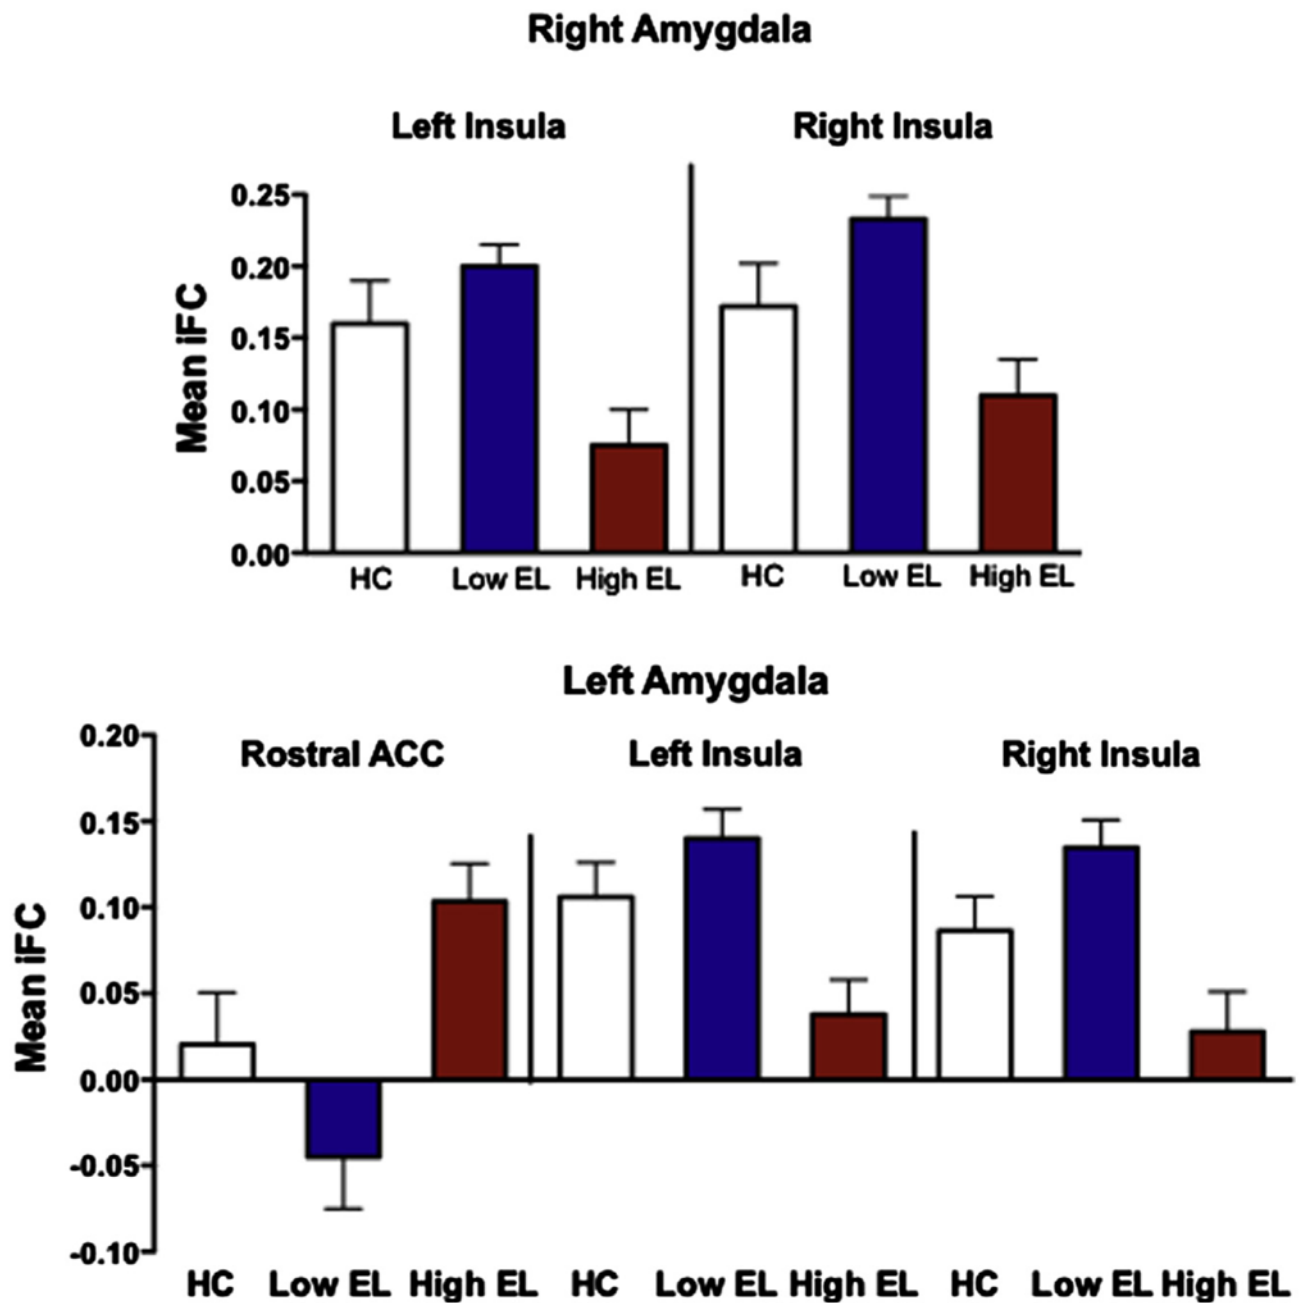 Right Amygdala
Left Insula Right Insula
Mean iFC
0.25
0.20
0.15
0.10
0.05
0.00
HC Low EL High EL HC Low EL High EL
Left Amygdala
Rostral ACC Left Insula Right Insula
Mean iFC
0.20
0.15
0.10
0.05
0.00
-0.05
-0.10
HC Low EL High EL HC Low EL High EL HC Low EL High EL